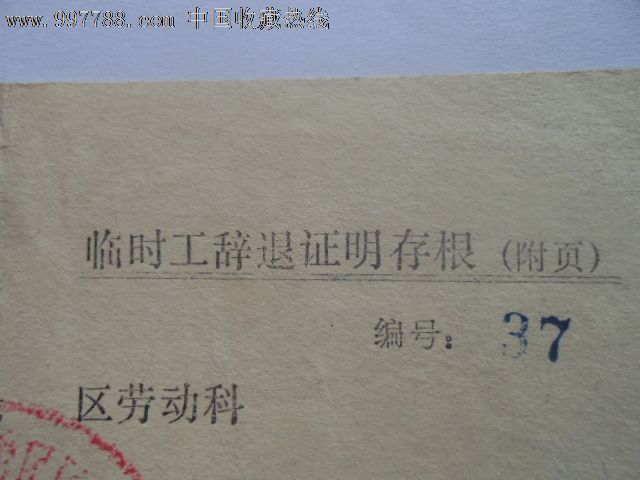 www.997788.com 中国收藏热线
临时工辞退证明存根（附页）
编号：37
区劳动科